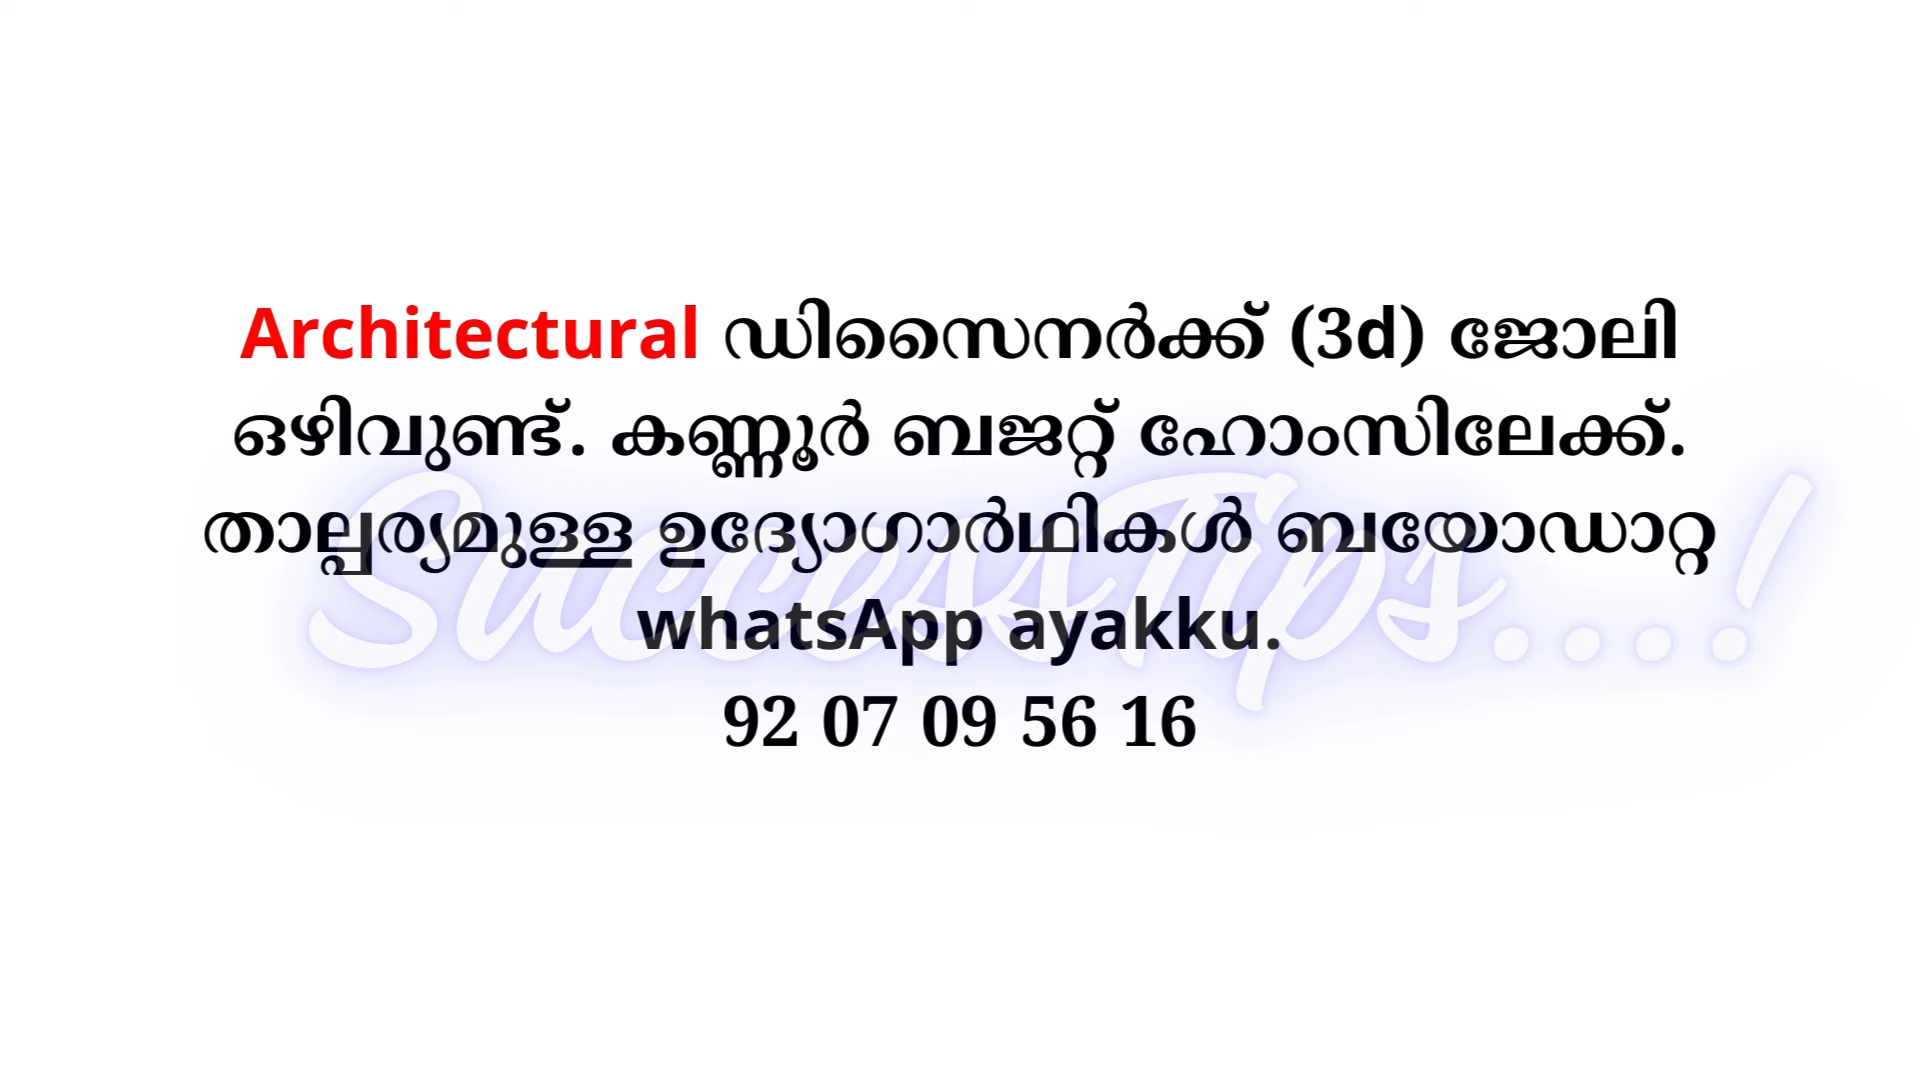 Architectural ഡിസൈനർക്ക് (3d) ജോലി
ഒഴിവുണ്ട്. കണ്ണൂർ ബജറ്റ് ഹോംസിലേക്ക്.
താല്പര്യമുള്ള ഉദ്യോഗാർഥികൾ ബയോഡാറ്റ
whatsApp ayakku.
92 07 09 56 16
SuccessTips....!